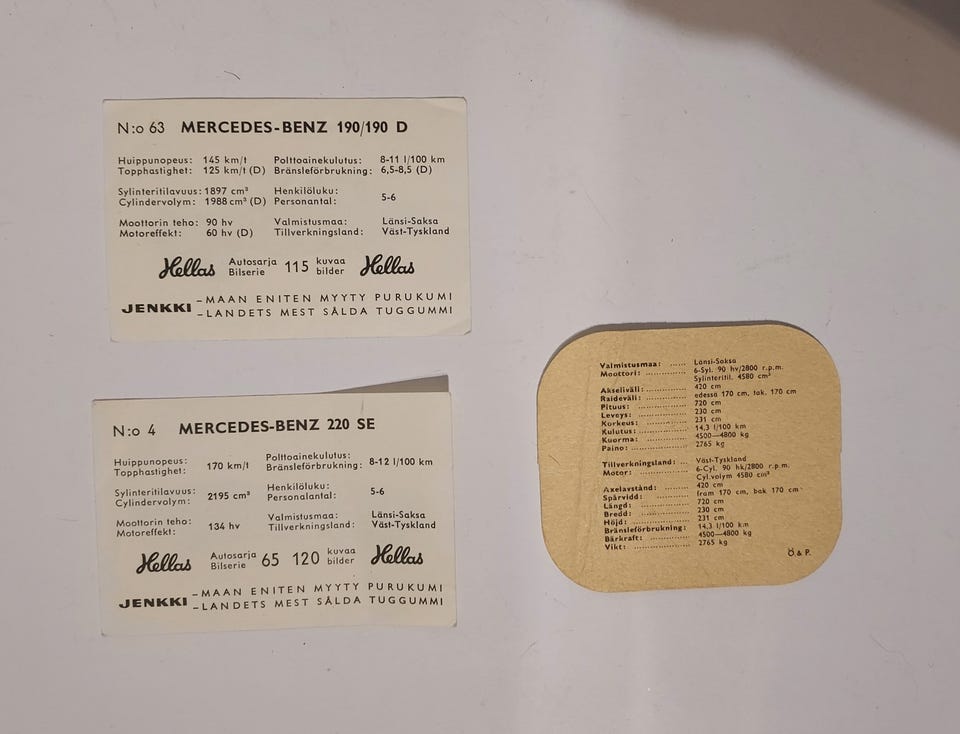 N:o 63 MERCEDES-BENZ 190/190 D
Huippunopeus: 145 km/t Polttoainekulutus: 8-11 l/100 km
Topphastighet: 125 km/t (D) Bränsleförbrukning: 6,5-8,5 (D)
Sylinteritilavuus: 1897 cm³ Henkilöluku:
Cylindervolym: 1988 cm³ (D) Personantal: 5-6
Moottorin teho: 90 hv Valmistusmaa: Länsi-Saksa
Motoreffekt: 60 hv (D) Tillverkningsland: Väst-Tyskland
Hellas Autosarja 115 kuvaa Hellas
Bilserie bilder
JENKKI –MAAN ENITEN MYYTY PURUKUMI
–LANDETS MEST SÅLDA TUGGUMMI
N:o 4 MERCEDES-BENZ 220 SE
Huippunopeus: 170 km/t Polttoainekulutus: 8-12 l/100 km
Topphastighet: Bränsleförbrukning:
Sylinteritilavuus: 2195 cm³ Henkilöluku: 5-6
Cylindervolym: Personalantal:
Moottorin teho: 134 hv Valmistusmaa: Länsi-Saksa
Motoreffekt: Tillverkningsland: Väst-Tyskland
Hellas Autosarja 65 120 kuvaa Hellas
Bilserie bilder
JENKKI –MAAN ENITEN MYYTY PURUKUMI
–LANDETS MEST SÅLDA TUGGUMMI
Valmistusmaa: ...... Länsi-Saksa
Moottori: ............ 6-Syl. 90 hv/2800 r.p.m.
Sylinteritil. 4580 cm³
Akseliväli: ............ 420 cm
Raideväli: ............ edessä 170 cm, tak. 170 cm
Pituus: ............ 720 cm
Leveys: ............ 230 cm
Korkeus: ............ 231 cm
Kulutus: ............ 14,3 l/100 km
Kuorma: ............ 4500—4800 kg
Paino: ............ 2765 kg
Tillverkningsland: ... Väst-Tyskland
Motor: ............ 6-Cyl. 90 hk/2800 r.p.m.
Cyl.volym 4580 cm³
Axelavstånd: ......... 420 cm
Spårvidd: ............ fram 170 cm, bak 170 cm
Längd: ............ 720 cm
Bredd: ............ 230 cm
Höjd: ............ 231 cm
Bränsleförbrukning: 14,3 l/100 km
Bärkraft: ............ 4500—4800 kg
Vikt: ............ 2765 kg
Ö. & P.